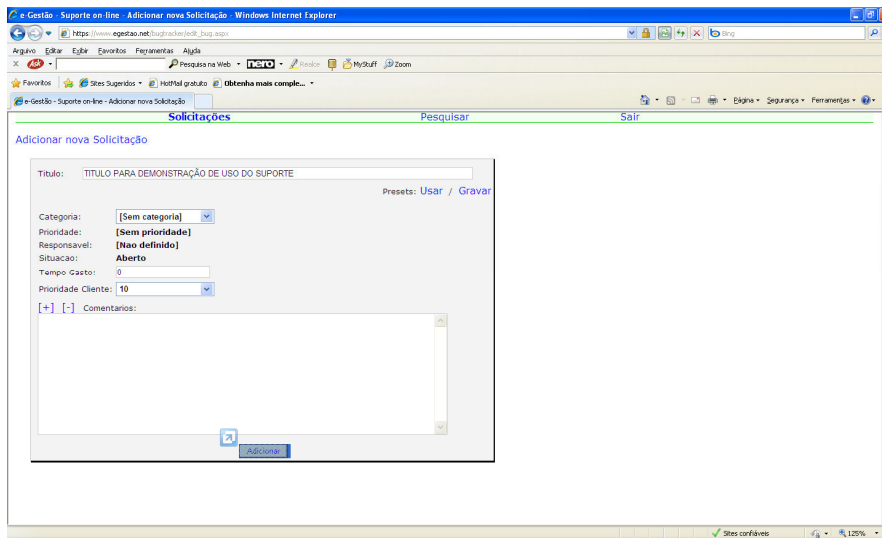 e-Gestão - Suporte on-line - Adicionar nova Solicitação - Windows Internet Explorer
https://www.egestao.net/bugtracker/edit_bug.aspx
Bing
Arquivo Editar Exibir Favoritos Ferramentas Ajuda
x Ask Pesquisa na Web nero Realce MyStuff Zoom
Favoritos Sites Sugeridos HotMail gratuito Obtenha mais comple...
e-Gestão - Suporte on-line - Adicionar nova Solicitação Página Segurança Ferramentas
Solicitações Pesquisar Sair
Adicionar nova Solicitação
Titulo: TITULO PARA DEMONSTRAÇÃO DE USO DO SUPORTE
Presets: Usar / Gravar
Categoria: [Sem categoria]
Prioridade: [Sem prioridade]
Responsavel: [Nao definido]
Situacao: Aberto
Tempo Gasto: 0
Prioridade Cliente: 10
[+] [-] Comentarios:
Adicionar
Sites confiáveis 125%